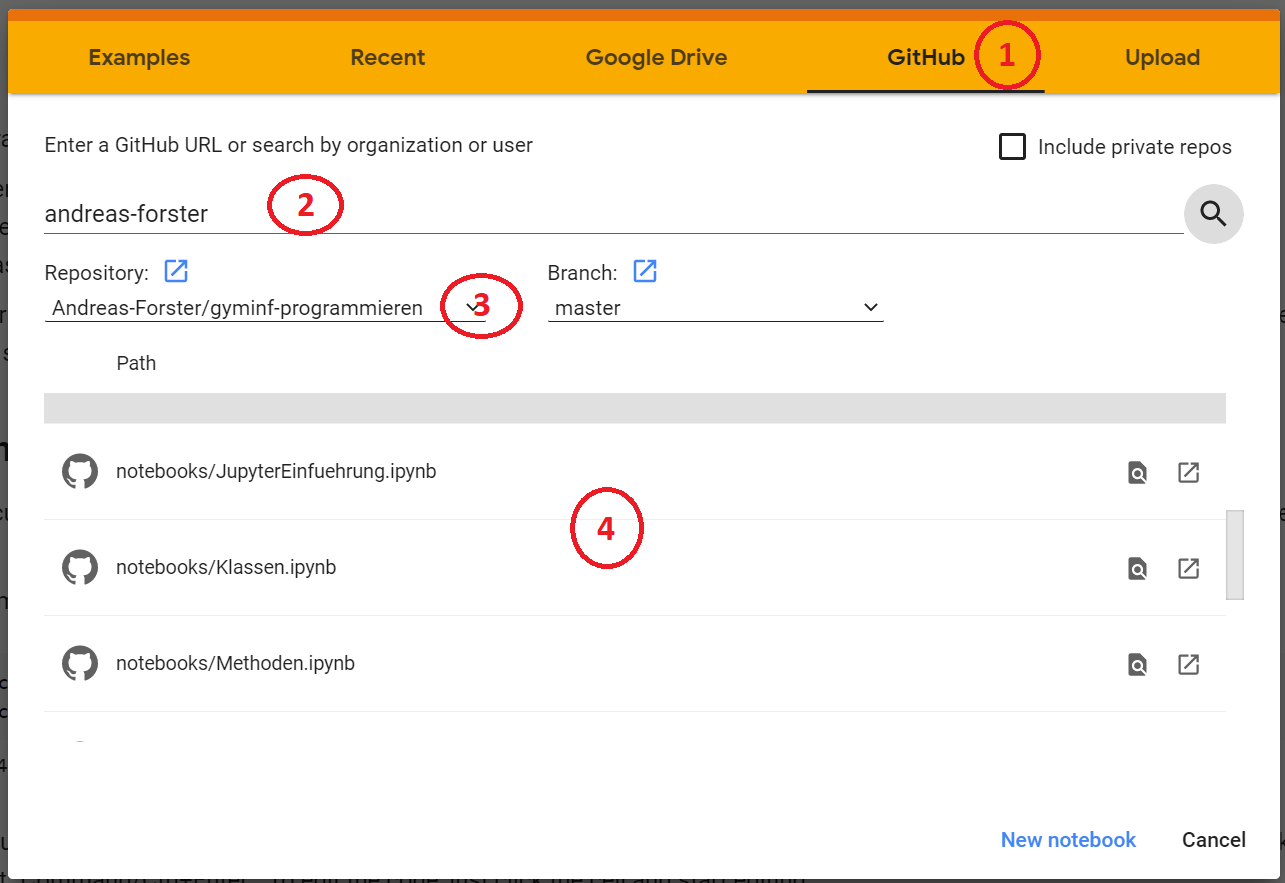 Examples Recent Google Drive GitHub 1 Upload
Enter a GitHub URL or search by organization or user
Include private repos
andreas-forster 2
Repository: Branch:
Andreas-Forster/gyminf-programmieren 3 master
Path
notebooks/JupyterEinfuehrung.ipynb
4
notebooks/Klassen.ipynb
notebooks/Methoden.ipynb
New notebook Cancel